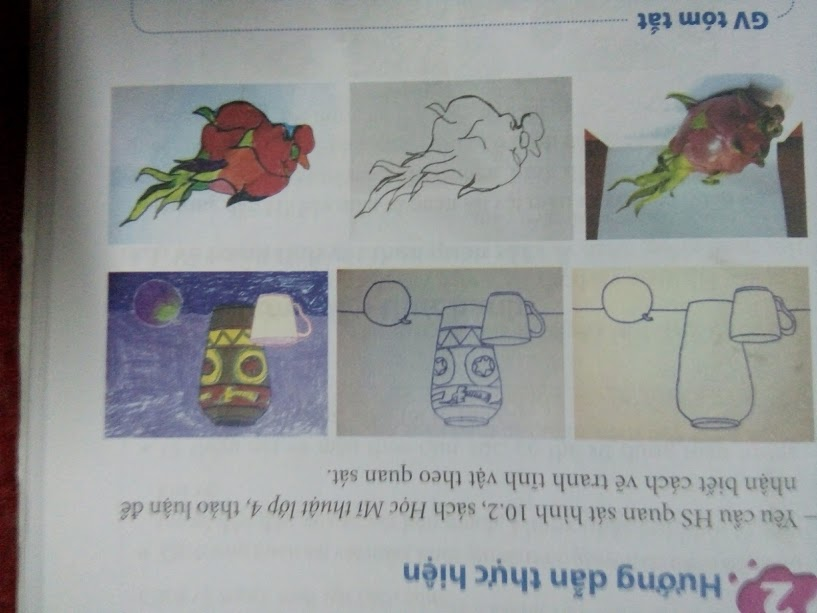 2 Hướng dẫn thực hiện
– Yêu cầu HS quan sát hình 10.2, sách Học Mĩ thuật lớp 4, thảo luận để
nhận biết cách vẽ tranh tĩnh vật theo quan sát.
GV tóm tắt